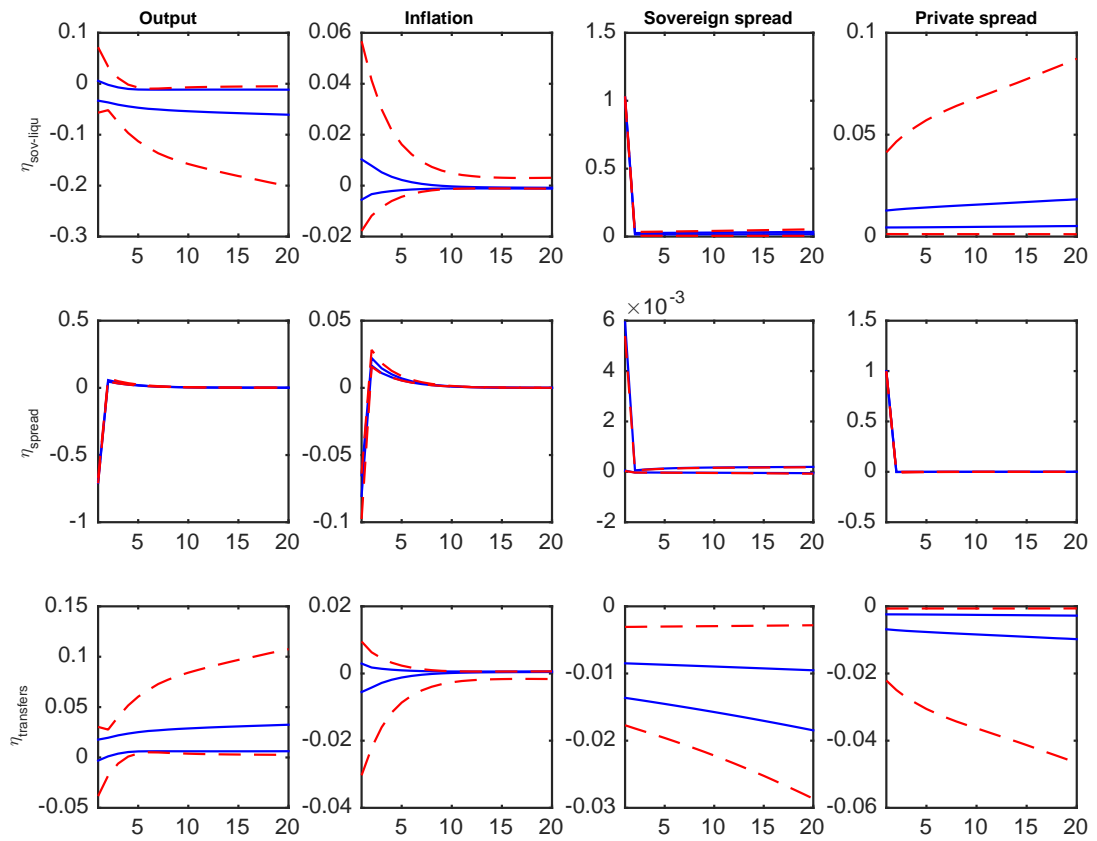 Output Inflation Sovereign spread Private spread
η_sov-liqu
0.1 0 -0.1 -0.2 -0.3
5 10 15 20
0.06 0.04 0.02 0 -0.02
5 10 15 20
1.5 1 0.5 0
5 10 15 20
0.1 0.05 0
5 10 15 20
η_spread
0.5 0 -0.5 -1
5 10 15 20
0.05 0 -0.05 -0.1
5 10 15 20
×10^-3
6 4 2 0 -2
5 10 15 20
1.5 1 0.5 0 -0.5
5 10 15 20
η_transfers
0.15 0.1 0.05 0 -0.05
5 10 15 20
0.02 0 -0.02 -0.04
5 10 15 20
0 -0.01 -0.02 -0.03
5 10 15 20
0 -0.02 -0.04 -0.06
5 10 15 20